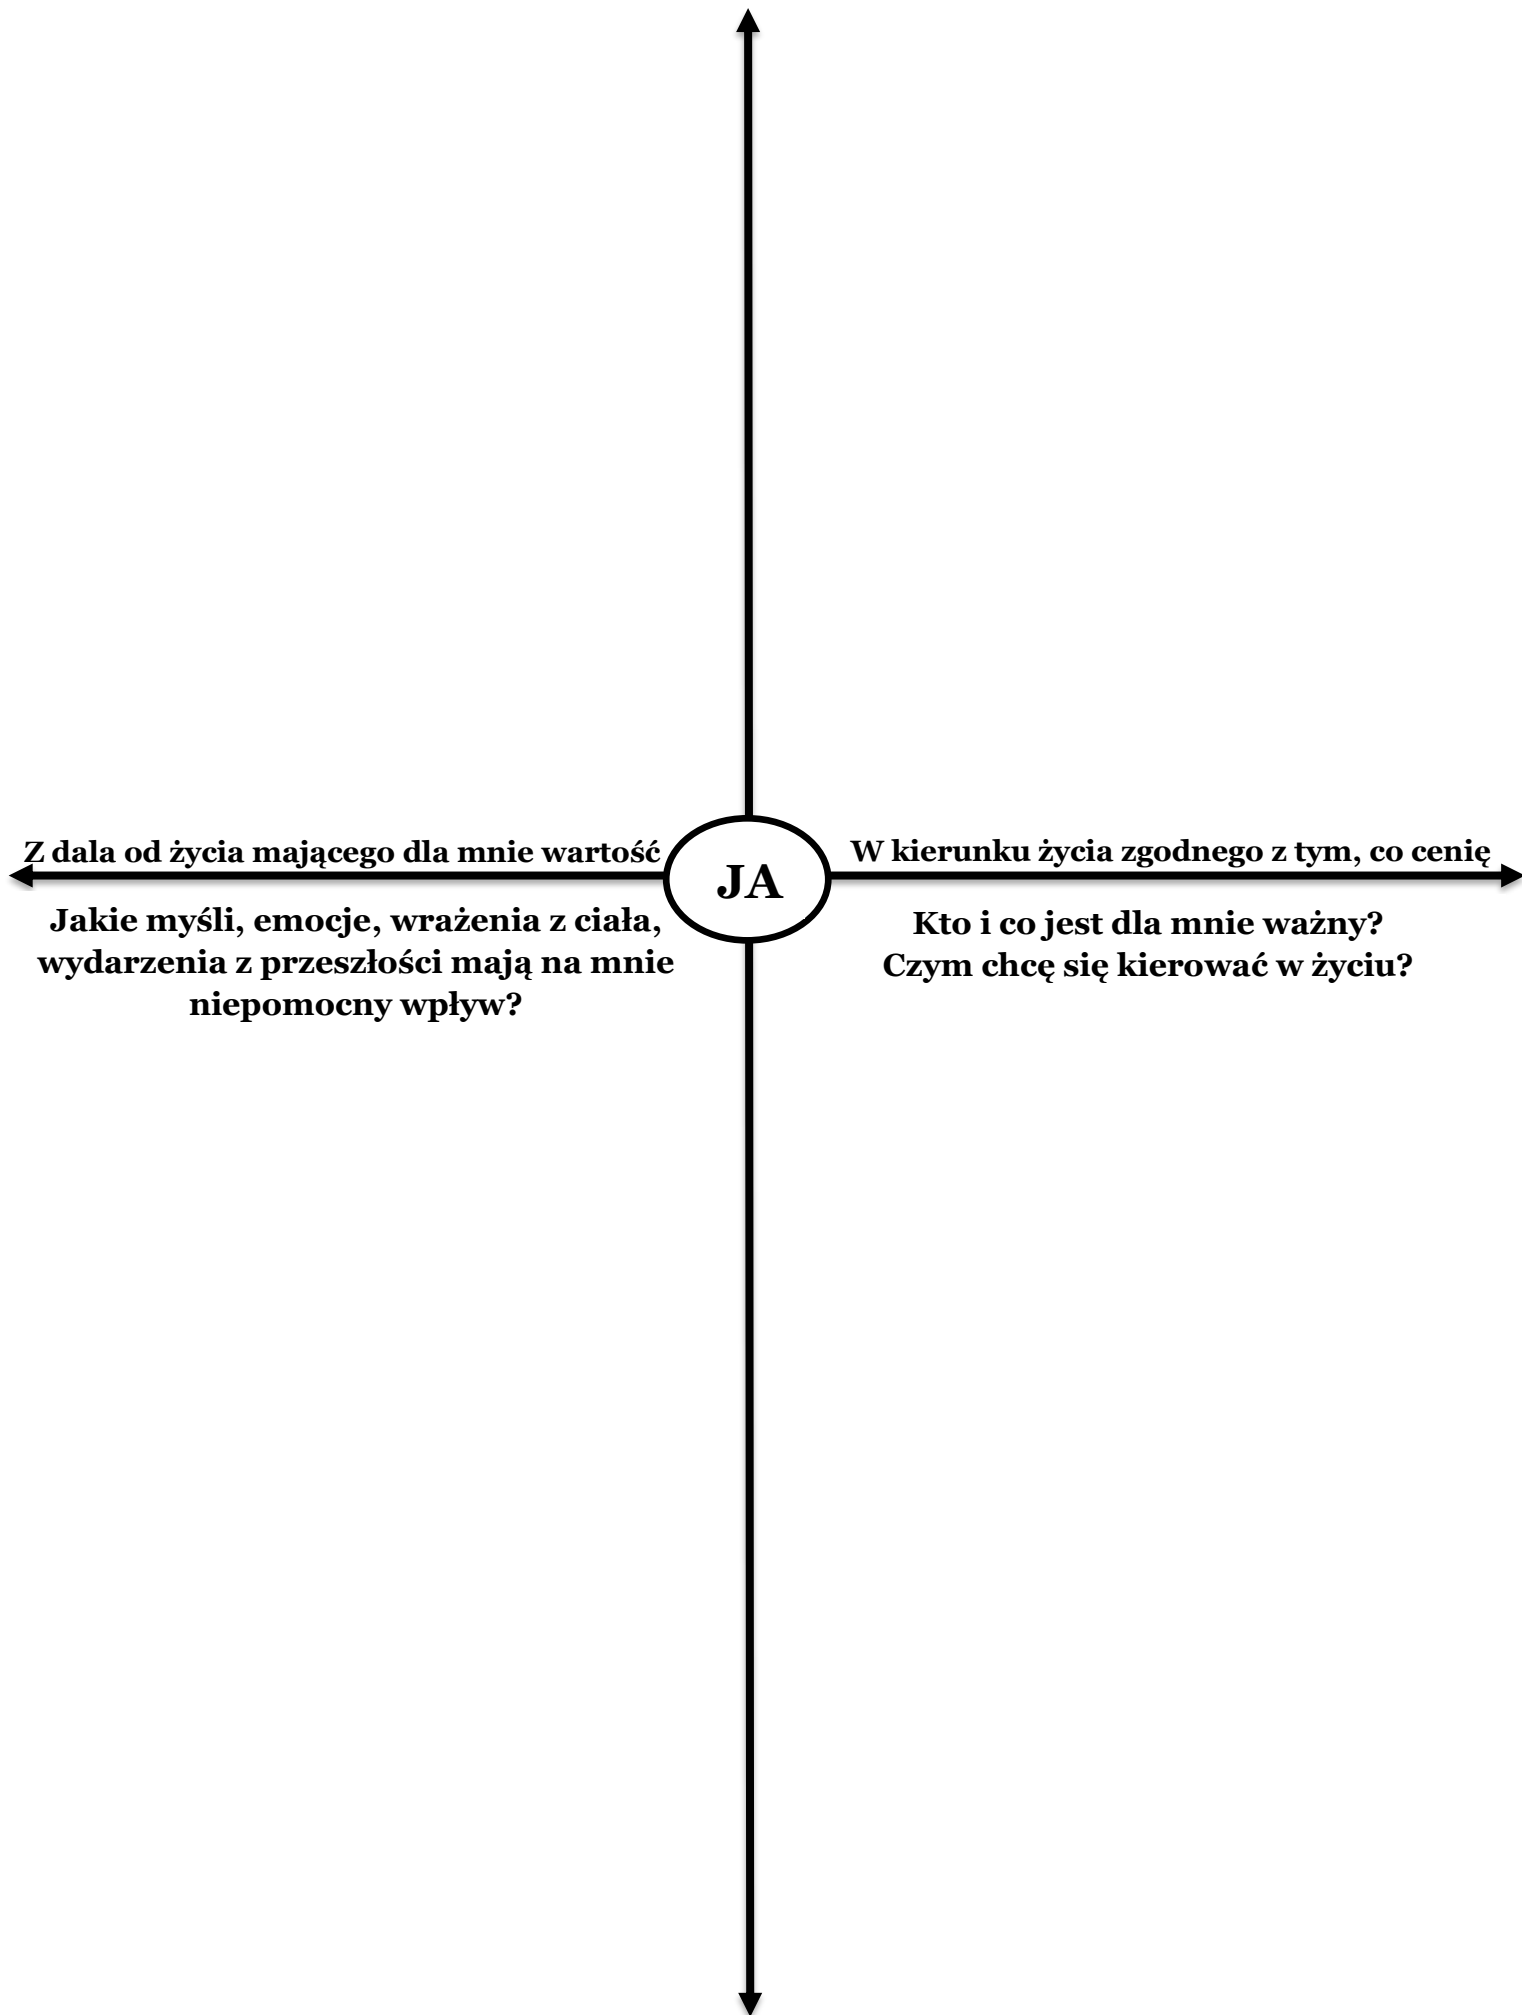 Z dala od życia mającego dla mnie wartość
JA
W kierunku życia zgodnego z tym, co cenię
Jakie myśli, emocje, wrażenia z ciała,
wydarzenia z przeszłości mają na mnie
niepomocny wpływ?
Kto i co jest dla mnie ważny?
Czym chcę się kierować w życiu?